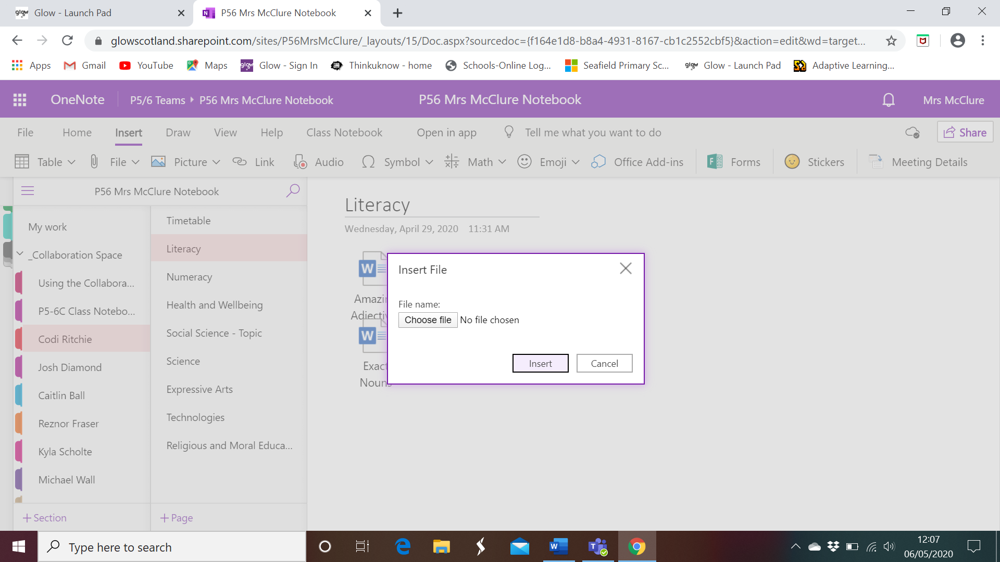 Glow - Launch Pad
P56 Mrs McClure Notebook
glowscotland.sharepoint.com/sites/P56MrsMcClure/_layouts/15/Doc.aspx?sourcedoc={f164e1d8-b8a4-4931-8167-cb1c2552cbf5}&action=edit&wd=target...
Apps Gmail YouTube Maps Glow - Sign In Thinkuknow - home Schools-Online Log... Seafield Primary Sc... Glow - Launch Pad Adaptive Learning...
OneNote P5/6 Teams P56 Mrs McClure Notebook P56 Mrs McClure Notebook Mrs McClure
File Home Insert Draw View Help Class Notebook Open in app Tell me what you want to do Share
Table File Picture Link Audio Symbol Math Emoji Office Add-ins Forms Stickers Meeting Details
P56 Mrs McClure Notebook
My work
_Collaboration Space
Using the Collabora...
P5-6C Class Notebo...
Codi Ritchie
Josh Diamond
Caitlin Ball
Reznor Fraser
Kyla Scholte
Michael Wall
+ Section
Timetable
Literacy
Numeracy
Health and Wellbeing
Social Science - Topic
Science
Expressive Arts
Technologies
Religious and Moral Educa...
+ Page
Literacy
Wednesday, April 29, 2020 11:31 AM
Amazi
Adjectiv
Exact
Nouns
Insert File
File name:
Choose file No file chosen
Insert Cancel
Type here to search
12:07
06/05/2020